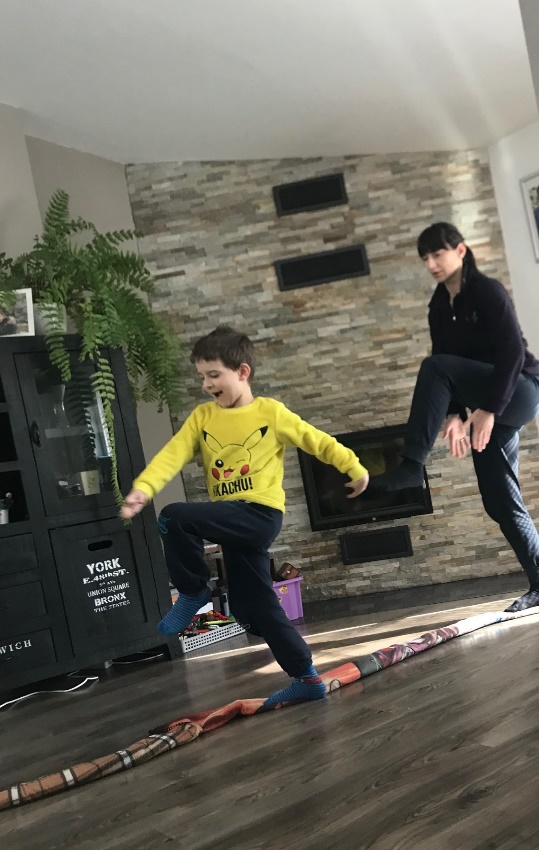 PIKACHU!
YORK
E.48th ST.
UNION SQUARE
BRONX
THE STATES
WICH